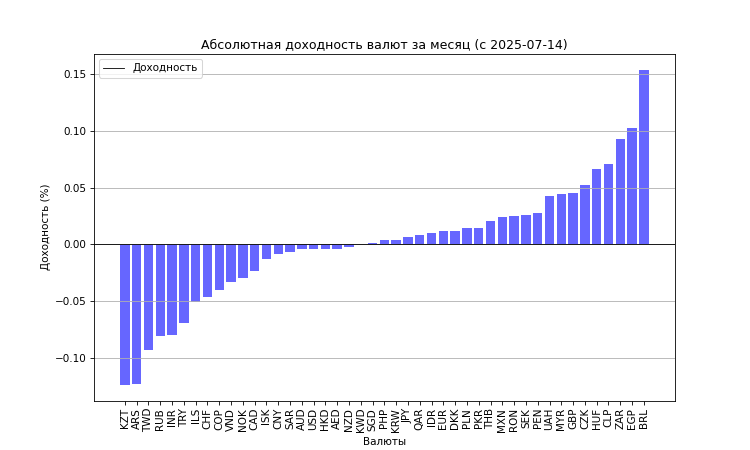 Абсолютная доходность валют за месяц (с 2025-07-14)
Доходность
0.15
0.10
0.05
0.00
−0.05
−0.10
Доходность (%)
KZT
ARS
TWD
RUB
INR
TRY
ILS
CHF
COP
VND
NOK
CAD
ISK
CNY
SAR
AUD
USD
HKD
AED
NZD
KWD
SGD
PHP
KRW
JPY
QAR
IDR
EUR
DKK
PLN
PKR
THB
MXN
RON
SEK
PEN
UAH
MYR
GBP
CZK
HUF
CLP
ZAR
EGP
BRL
Валюты